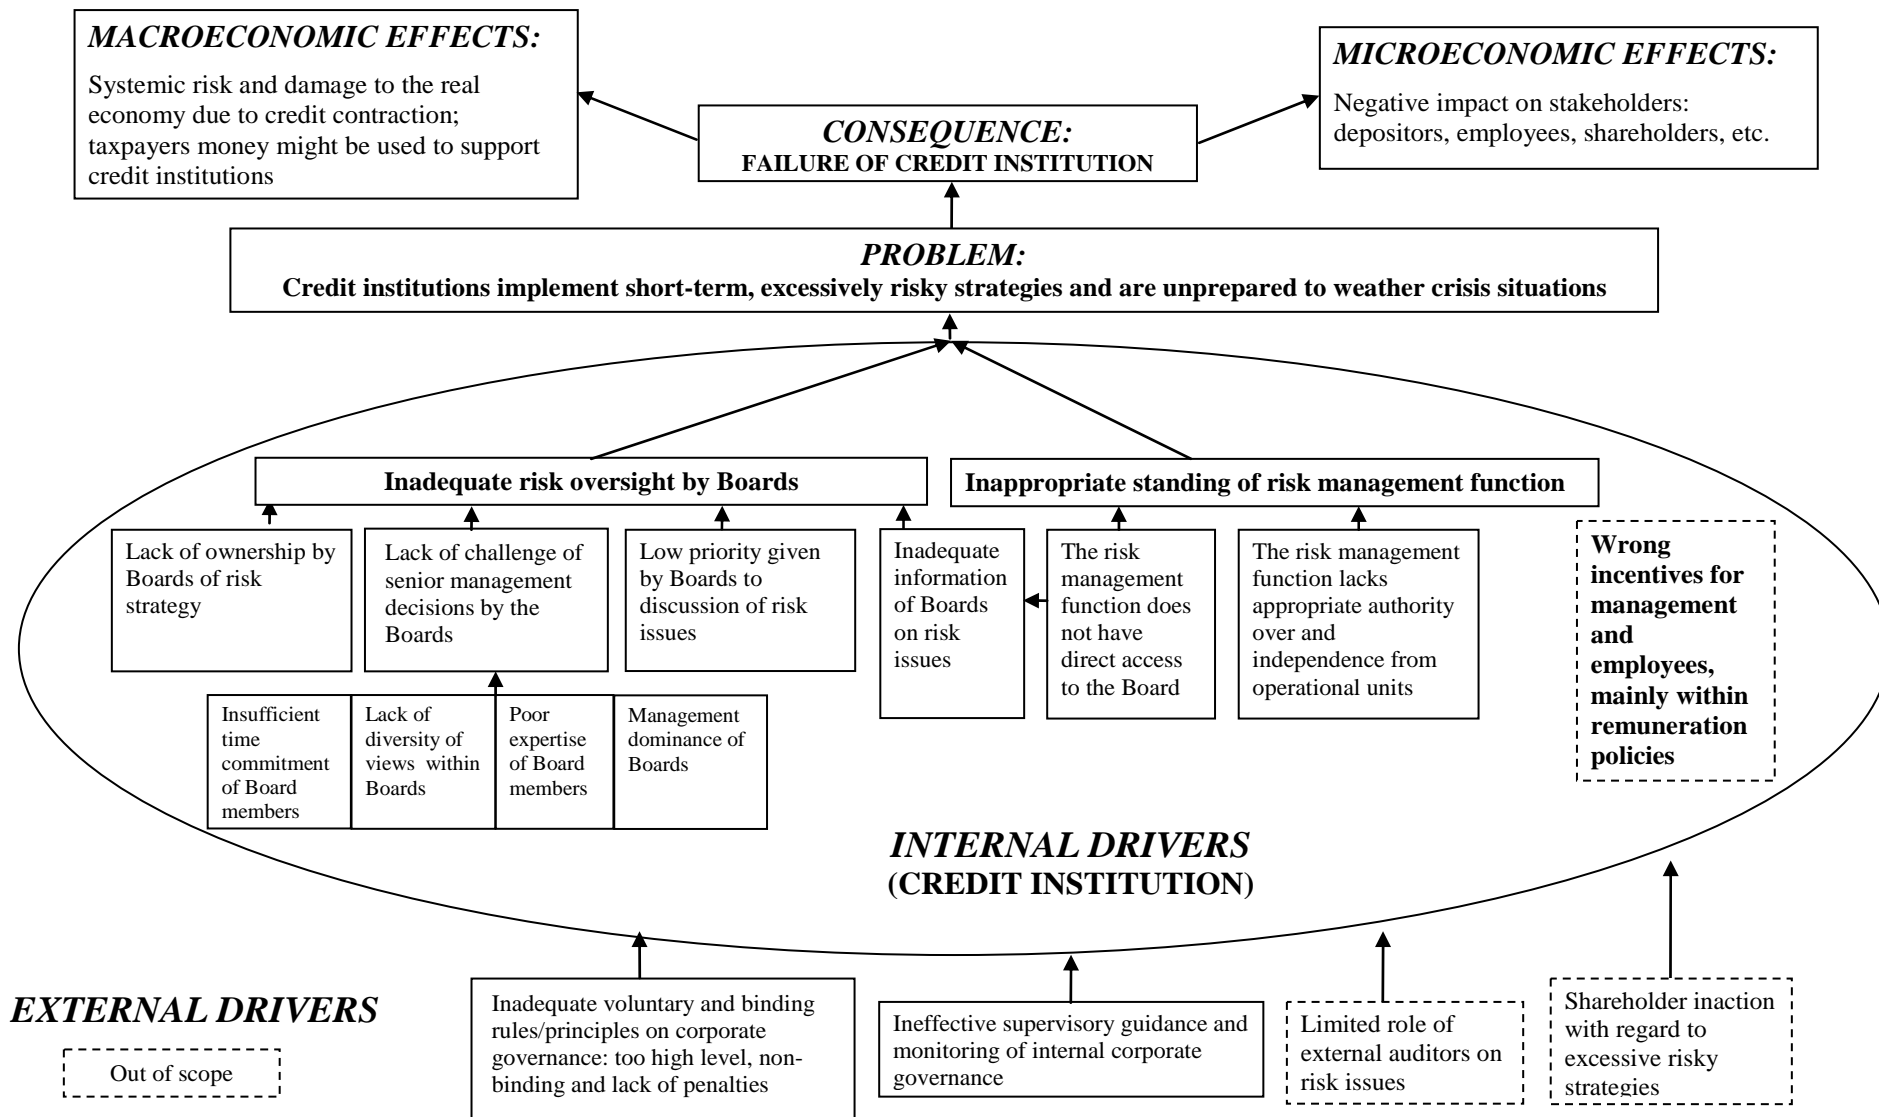 MACROECONOMIC EFFECTS:
Systemic risk and damage to the real
economy due to credit contraction;
taxpayers money might be used to support
credit institutions
MICROECONOMIC EFFECTS:
Negative impact on stakeholders:
depositors, employees, shareholders, etc.
CONSEQUENCE:
FAILURE OF CREDIT INSTITUTION
PROBLEM:
Credit institutions implement short-term, excessively risky strategies and are unprepared to weather crisis situations
Inadequate risk oversight by Boards
Inappropriate standing of risk management function
Lack of ownership by
Boards of risk
strategy
Lack of challenge of
senior management
decisions by the
Boards
Low priority given
by Boards to
discussion of risk
issues
Inadequate
information
of Boards
on risk
issues
The risk
management
function does
not have
direct access
to the Board
The risk management
function lacks
appropriate authority
over and
independence from
operational units
Wrong
incentives for
management
and
employees,
mainly within
remuneration
policies
Insufficient
time
commitment
of Board
members
Lack of
diversity of
views within
Boards
Poor
expertise
of Board
members
Management
dominance of
Boards
INTERNAL DRIVERS
(CREDIT INSTITUTION)
EXTERNAL DRIVERS
Out of scope
Inadequate voluntary and binding
rules/principles on corporate
governance: too high level, non-
binding and lack of penalties
Ineffective supervisory guidance and
monitoring of internal corporate
governance
Limited role of
external auditors on
risk issues
Shareholder inaction
with regard to
excessive risky
strategies